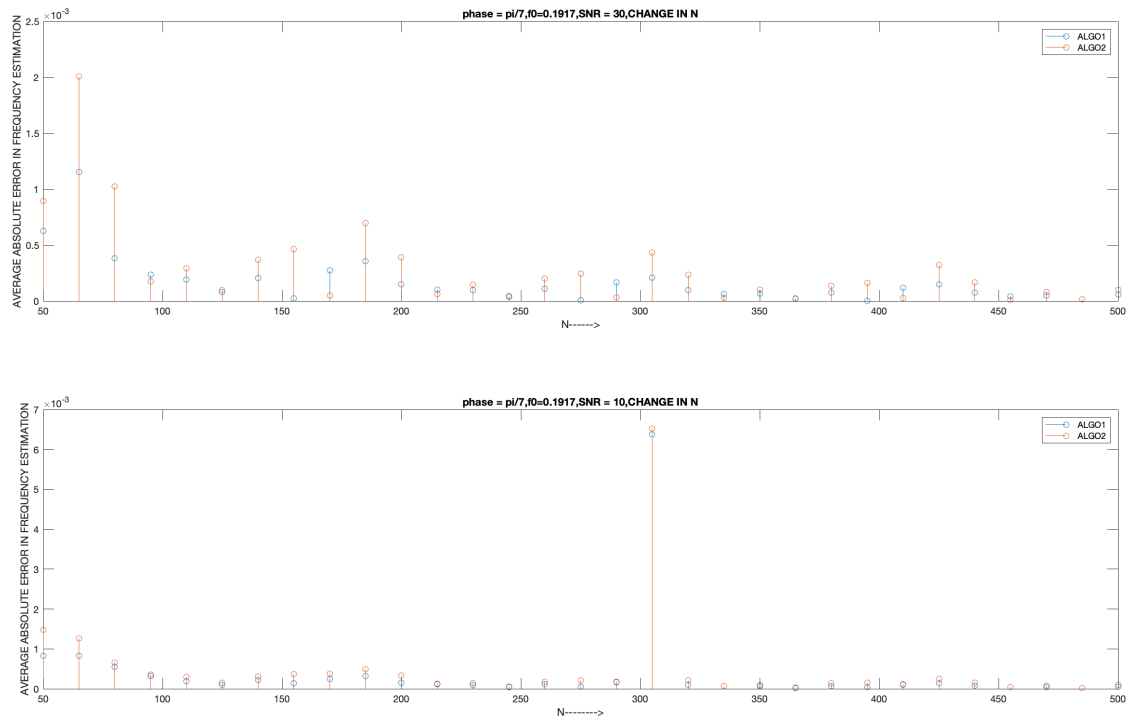 phase = pi/7,f0=0.1917,SNR = 30,CHANGE IN N
×10-3
2.5
2
1.5
1
0.5
0
AVERAGE ABSOLUTE ERROR IN FREQUENCY ESTIMATION
ALGO1
ALGO2
50 100 150 200 250 300 350 400 450 500
N------>
phase = pi/7,f0=0.1917,SNR = 10,CHANGE IN N
×10-3
7
6
5
4
3
2
1
0
AVERAGE ABSOLUTE ERROR IN FREQUENCY ESTIMATION
ALGO1
ALGO2
50 100 150 200 250 300 350 400 450 500
N-------->